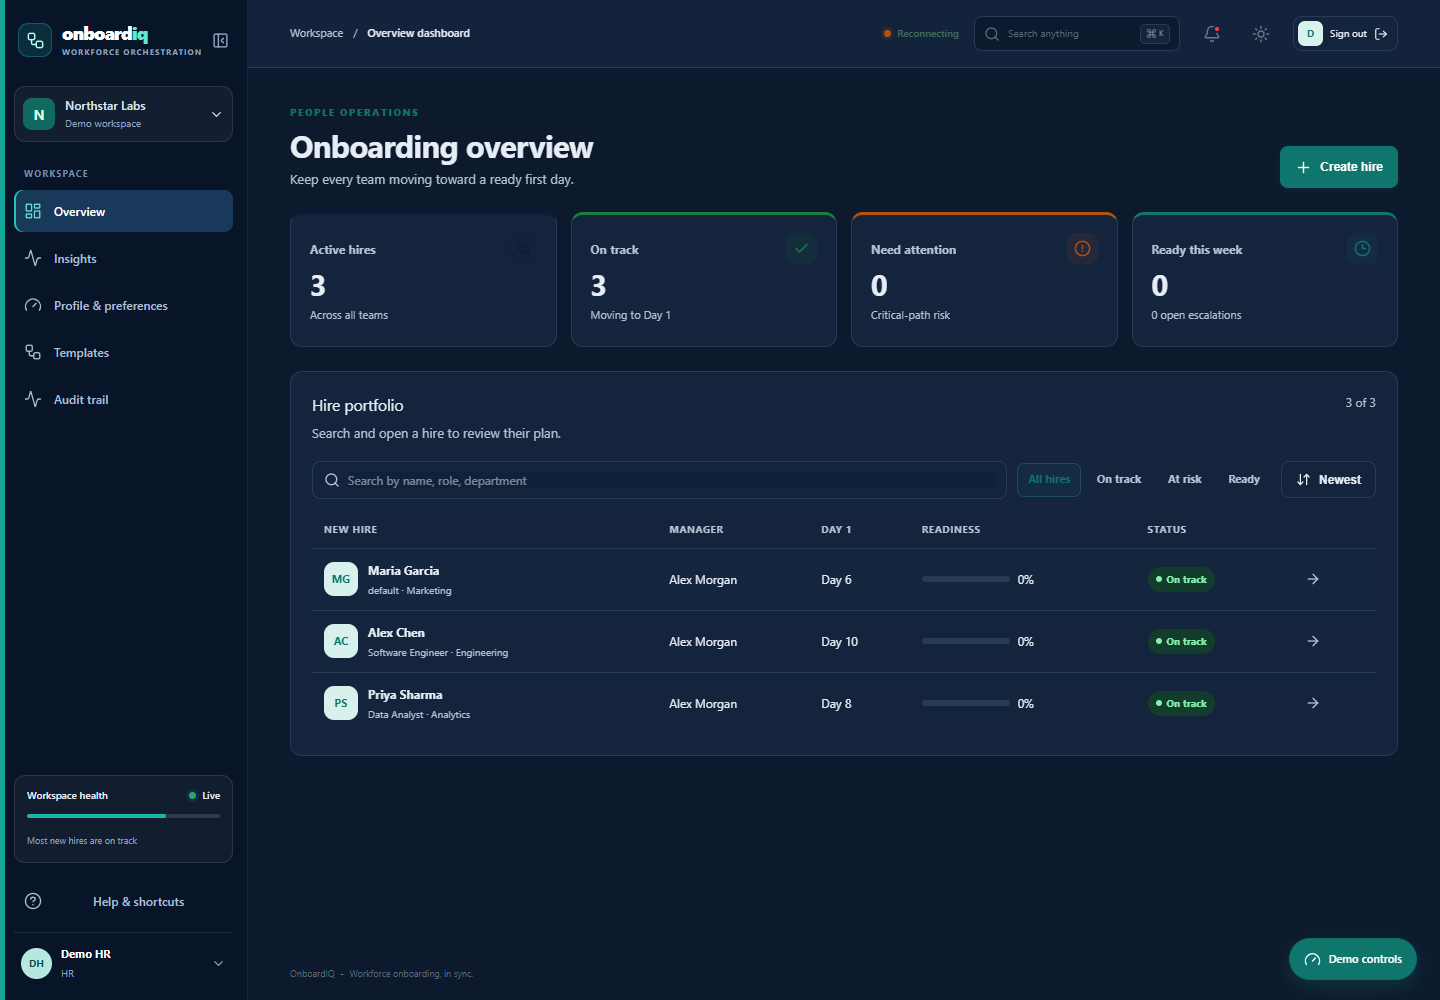 onboardiq
WORKFORCE ORCHESTRATION
N
Northstar Labs
Demo workspace
WORKSPACE
Overview
Insights
Profile & preferences
Templates
Audit trail
Workspace health
Live
Most new hires are on track
Help & shortcuts
DH
Demo HR
HR
Workspace / Overview dashboard
Reconnecting
Search anything
⌘ K
D
Sign out
PEOPLE OPERATIONS
Onboarding overview
Keep every team moving toward a ready first day.
Create hire
Active hires
3
Across all teams
On track
3
Moving to Day 1
Need attention
0
Critical-path risk
Ready this week
0
0 open escalations
Hire portfolio
3 of 3
Search and open a hire to review their plan.
Search by name, role, department
All hires
On track
At risk
Ready
Newest
NEW HIRE MANAGER DAY 1 READINESS STATUS
MG
Maria Garcia
default · Marketing
Alex Morgan
Day 6
0%
On track
AC
Alex Chen
Software Engineer · Engineering
Alex Morgan
Day 10
0%
On track
PS
Priya Sharma
Data Analyst · Analytics
Alex Morgan
Day 8
0%
On track
OnboardIQ · Workforce onboarding, in sync.
Demo controls